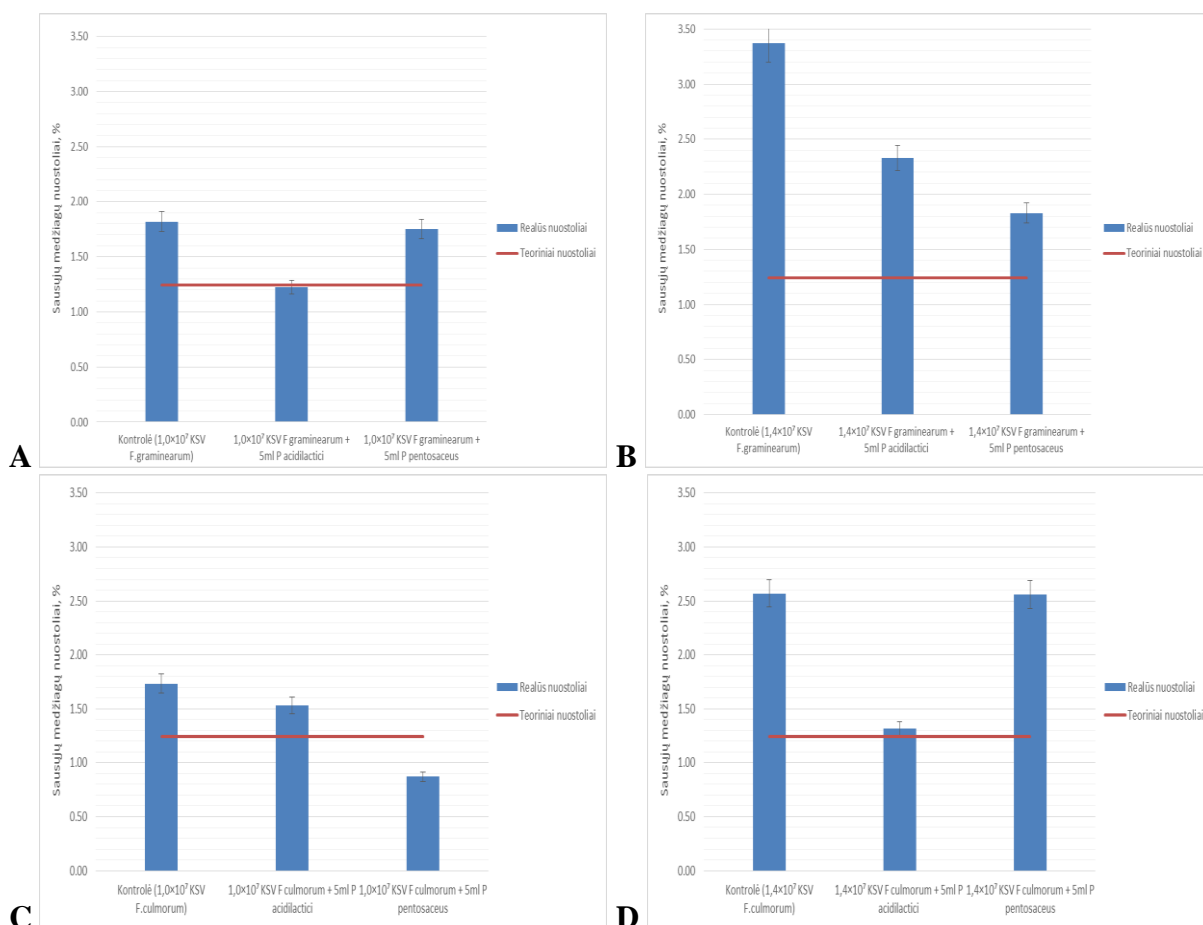 3.50
3.00
2.50
2.00
1.50
1.00
0.50
0.00
Sausųjų medžiagų nuostoliai, %
Kontrolė (1,0×10⁷ KSV
F.graminearum)
1,0×10⁷ KSV F graminearum +
5ml P acidilactici
1,0×10⁷ KSV F graminearum +
5ml P pentosaceus
Realūs nuostoliai
Teoriniai nuostoliai
A
3.50
3.00
2.50
2.00
1.50
1.00
0.50
0.00
Sausųjų medžiagų nuostoliai, %
Kontrolė (1,4×10⁷ KSV
F.graminearum)
1,4×10⁷ KSV F graminearum +
5ml P acidilactici
1,4×10⁷ KSV F graminearum +
5ml P pentosaceus
Realūs nuostoliai
Teoriniai nuostoliai
B
3.50
3.00
2.50
2.00
1.50
1.00
0.50
0.00
Sausųjų medžiagų nuostoliai, %
Kontrolė (1,0×10⁷ KSV
F.culmorum)
1,0×10⁷ KSV F culmorum + 5ml P
acidilactici
1,0×10⁷ KSV F culmorum + 5ml P
pentosaceus
Realūs nuostoliai
Teoriniai nuostoliai
C
3.50
3.00
2.50
2.00
1.50
1.00
0.50
0.00
Sausųjų medžiagų nuostoliai, %
Kontrolė (1,4×10⁷ KSV
F.culmorum)
1,4×10⁷ KSV F culmorum + 5ml P
acidilactici
1,4×10⁷ KSV F culmorum + 5ml P
pentosaceus
Realūs nuostoliai
Teoriniai nuostoliai
D